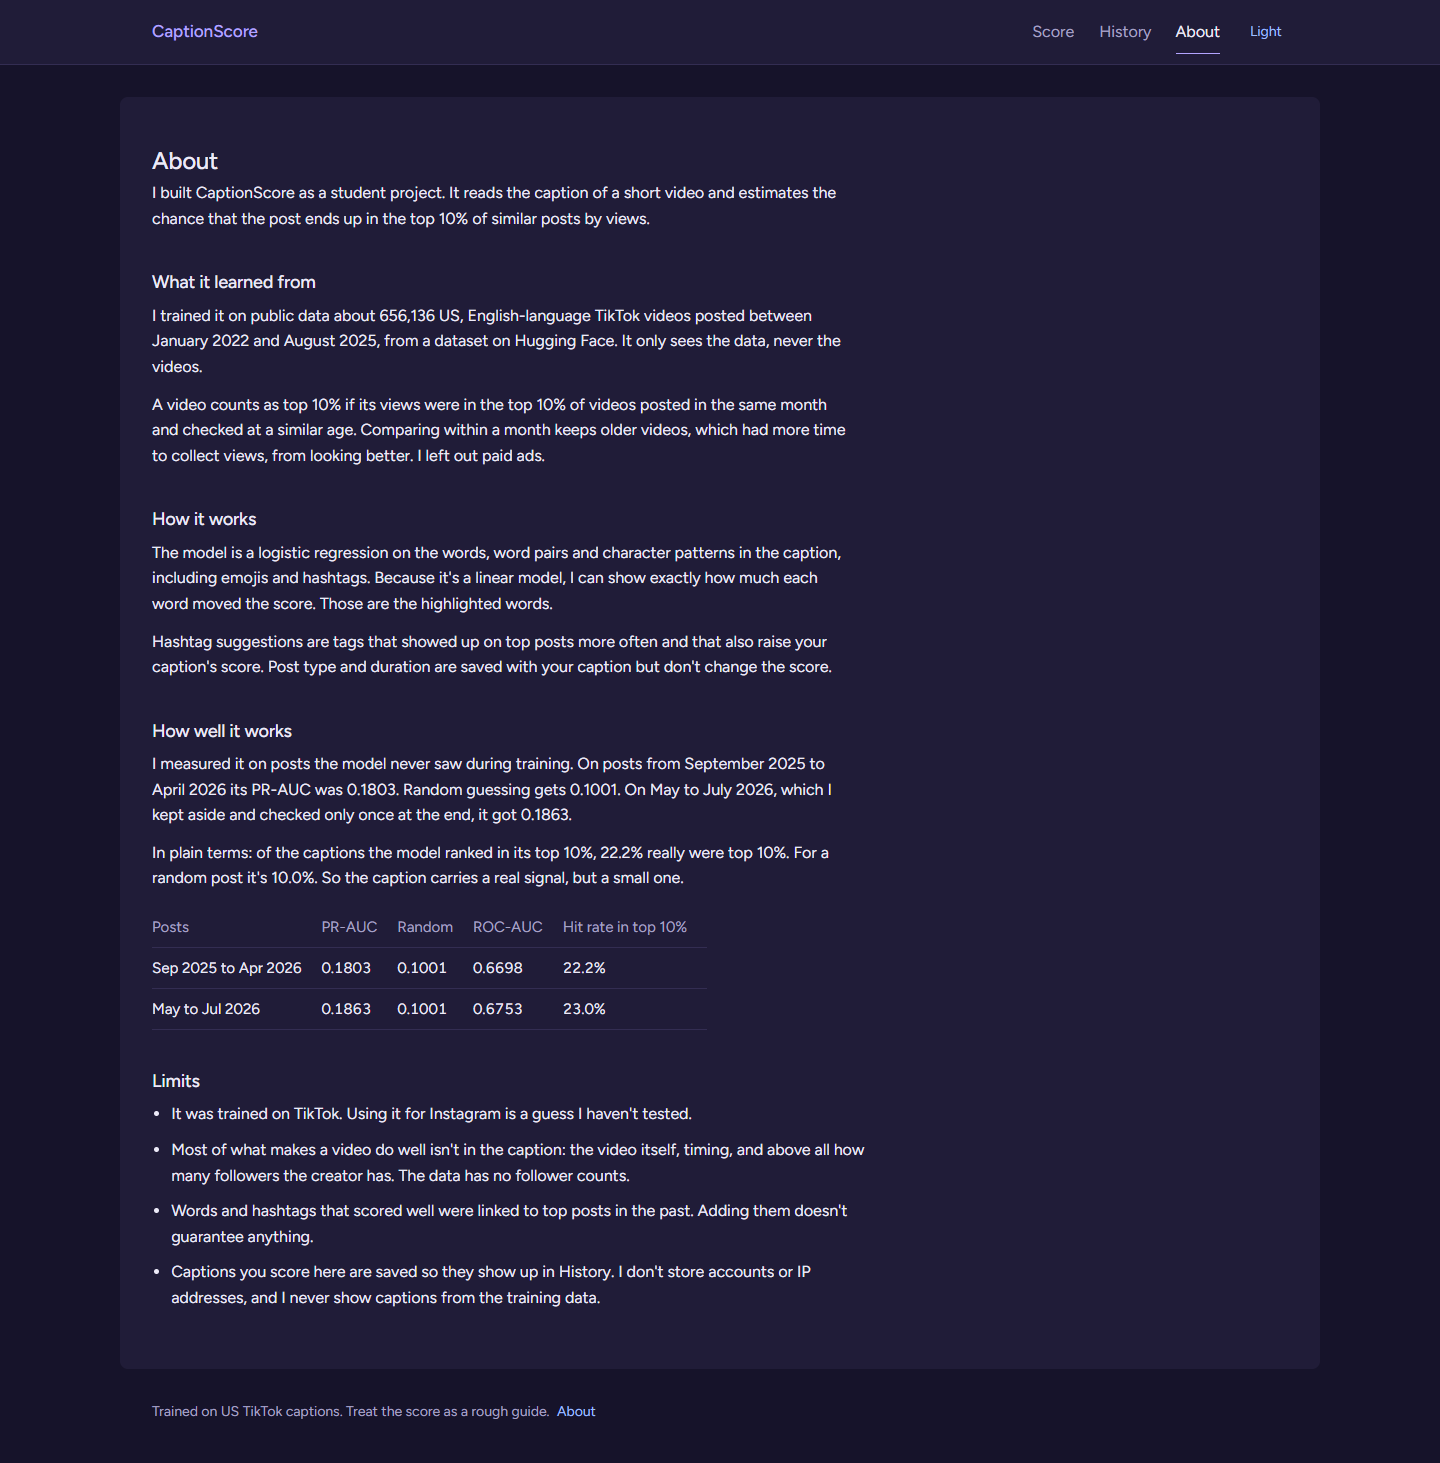 CaptionScore
Score History About Light
About
I built CaptionScore as a student project. It reads the caption of a short video and estimates the
chance that the post ends up in the top 10% of similar posts by views.
What it learned from
I trained it on public data about 656,136 US, English-language TikTok videos posted between
January 2022 and August 2025, from a dataset on Hugging Face. It only sees the data, never the
videos.
A video counts as top 10% if its views were in the top 10% of videos posted in the same month
and checked at a similar age. Comparing within a month keeps older videos, which had more time
to collect views, from looking better. I left out paid ads.
How it works
The model is a logistic regression on the words, word pairs and character patterns in the caption,
including emojis and hashtags. Because it's a linear model, I can show exactly how much each
word moved the score. Those are the highlighted words.
Hashtag suggestions are tags that showed up on top posts more often and that also raise your
caption's score. Post type and duration are saved with your caption but don't change the score.
How well it works
I measured it on posts the model never saw during training. On posts from September 2025 to
April 2026 its PR-AUC was 0.1803. Random guessing gets 0.1001. On May to July 2026, which I
kept aside and checked only once at the end, it got 0.1863.
In plain terms: of the captions the model ranked in its top 10%, 22.2% really were top 10%. For a
random post it's 10.0%. So the caption carries a real signal, but a small one.
Posts PR-AUC Random ROC-AUC Hit rate in top 10%
Sep 2025 to Apr 2026 0.1803 0.1001 0.6698 22.2%
May to Jul 2026 0.1863 0.1001 0.6753 23.0%
Limits
• It was trained on TikTok. Using it for Instagram is a guess I haven't tested.
• Most of what makes a video do well isn't in the caption: the video itself, timing, and above all how
many followers the creator has. The data has no follower counts.
• Words and hashtags that scored well were linked to top posts in the past. Adding them doesn't
guarantee anything.
• Captions you score here are saved so they show up in History. I don't store accounts or IP
addresses, and I never show captions from the training data.
Trained on US TikTok captions. Treat the score as a rough guide. About